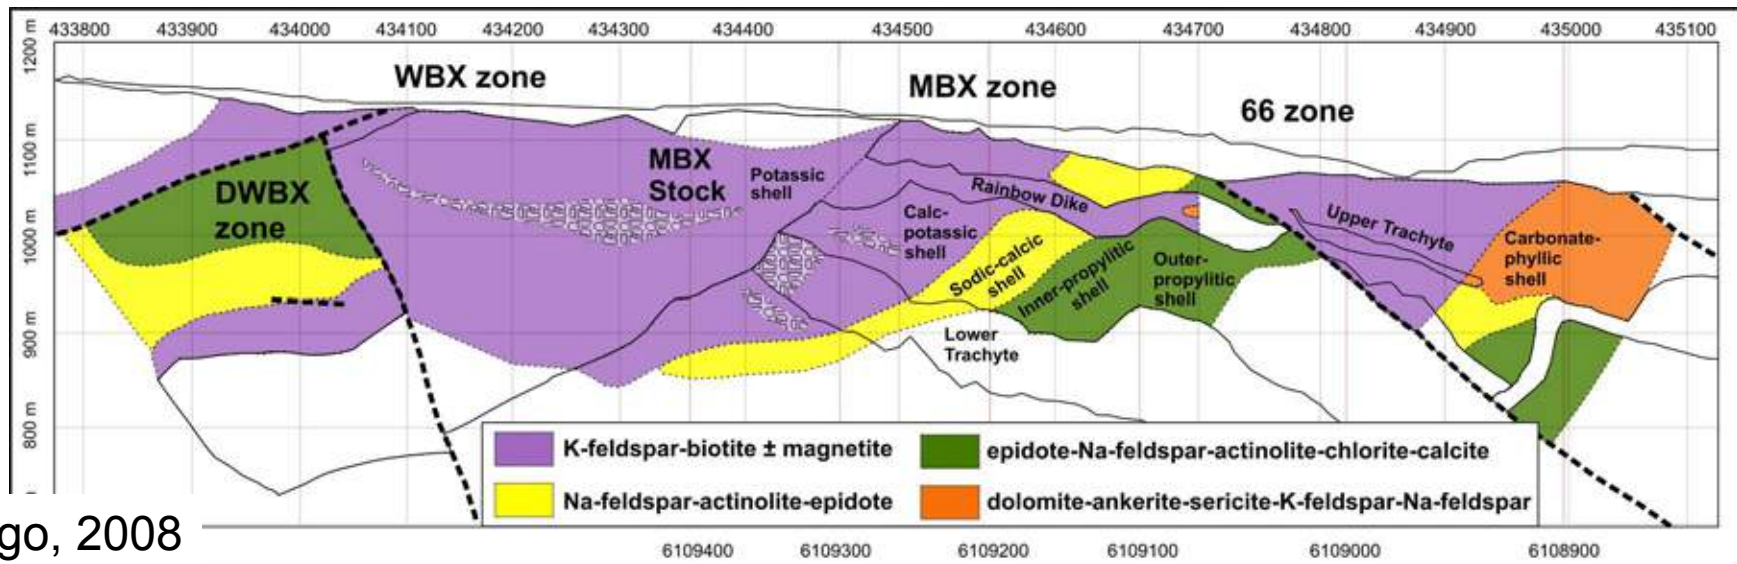 433800 433900 434000 434100 434200 434300 434400 434500 434600 434700 434800 434900 435000 435100
1200 m
1100 m
1000 m
900 m
800 m
WBX zone
MBX zone
66 zone
DWBX
zone
MBX
Stock
Potassic
shell
Calc-
potassic
shell
Rainbow Dike
Sodic-calcic
shell
Inner-propylitic
shell
Outer-
propylitic
shell
Lower
Trachyte
Upper Trachyte
Carbonate-
phyllic
shell
K-feldspar-biotite ± magnetite
epidote-Na-feldspar-actinolite-chlorite-calcite
Na-feldspar-actinolite-epidote
dolomite-ankerite-sericite-K-feldspar-Na-feldspar
go, 2008
6109400 6109300 6109200 6109100 6109000 6108900